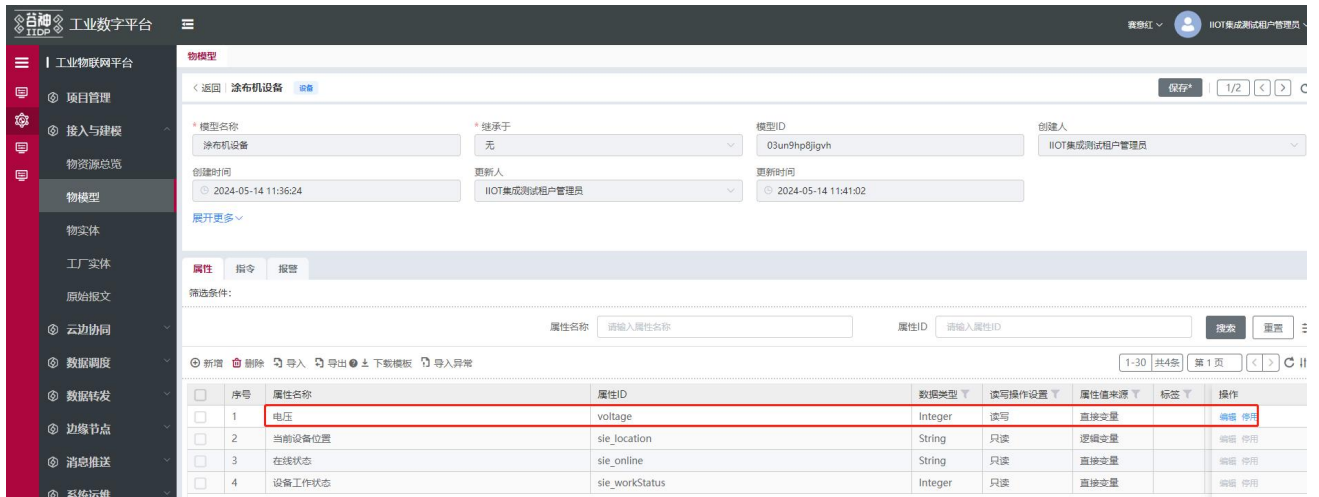 谷神 IIDP 工业数字平台 赛意红 IIOT集成测试租户管理员
工业物联网平台 物模型
项目管理 返回 涂布机设备 设备 保存* 1/2
接入与建模 * 模型名称 * 继承于 模型ID 创建人
涂布机设备 无 03un9hp8jigvh IIOT集成测试租户管理员
物资源总览 创建时间 更新人 更新时间
物模型 2024-05-14 11:36:24 IIOT集成测试租户管理员 2024-05-14 11:41:02
展开更多
物实体
工厂实体 属性 指令 报警
原始报文 筛选条件:
云边协同 属性名称 请输入属性名称 属性ID 请输入属性ID 搜索 重置
数据调度 新增 删除 导入 导出 下载模板 导入异常 1-30 共4条 第 1 页
数据转发 序号 属性名称 属性ID 数据类型 读写操作设置 属性值来源 标签 操作
1 电压 voltage Integer 读写 直接变量 编辑 停用
边缘节点 2 当前设备位置 sie_location String 只读 逻辑变量 编辑 停用
消息推送 3 在线状态 sie_online String 只读 直接变量 编辑 停用
系统运维 4 设备工作状态 sie_workStatus Integer 只读 直接变量 编辑 停用